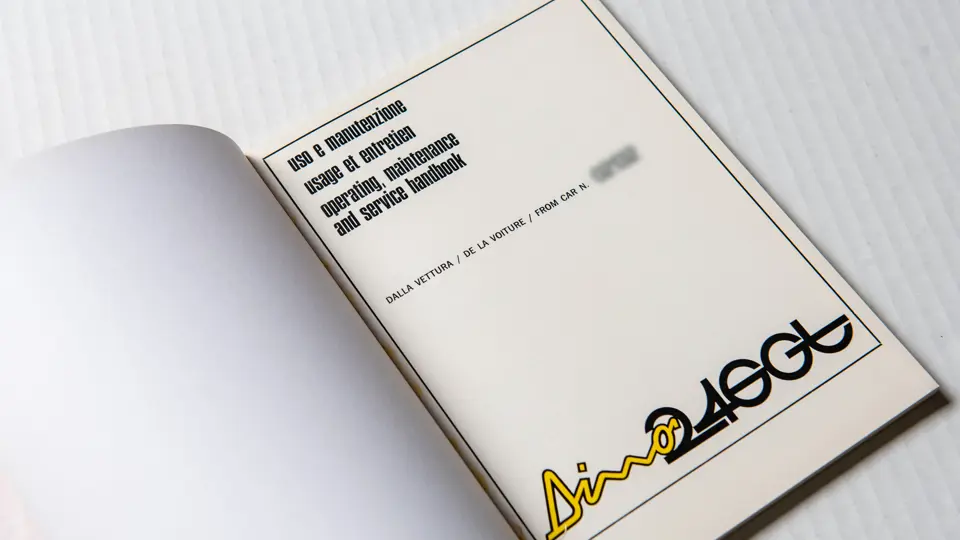 uso e manutenzione
usage et entretien
operating, maintenance
and service handbook
DALLA VETTURA / DE LA VOITURE / FROM CAR N.
Dino 246GT